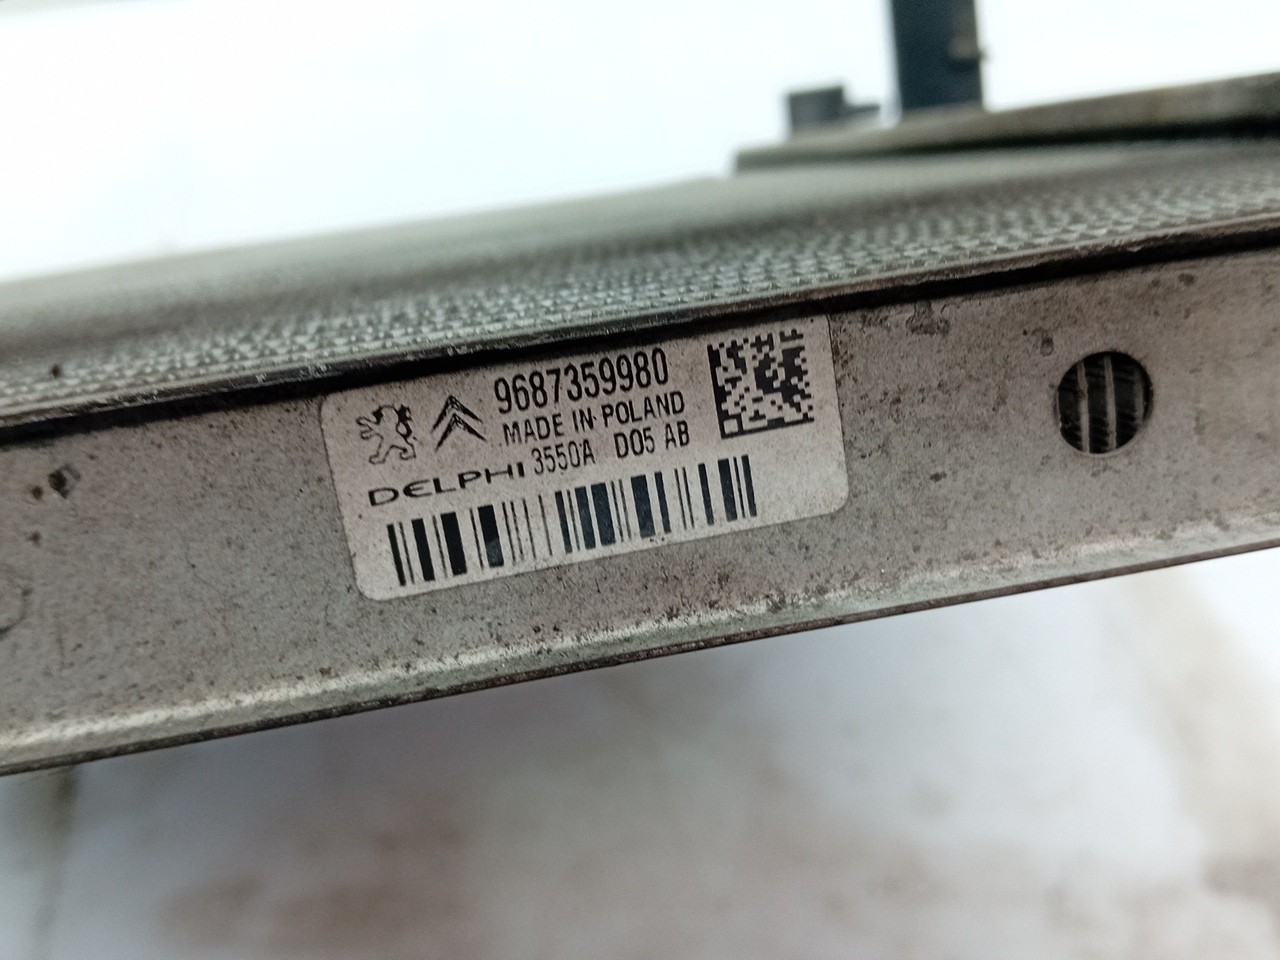 9687359980
MADE IN POLAND
DELPHI 3550A D05 AB